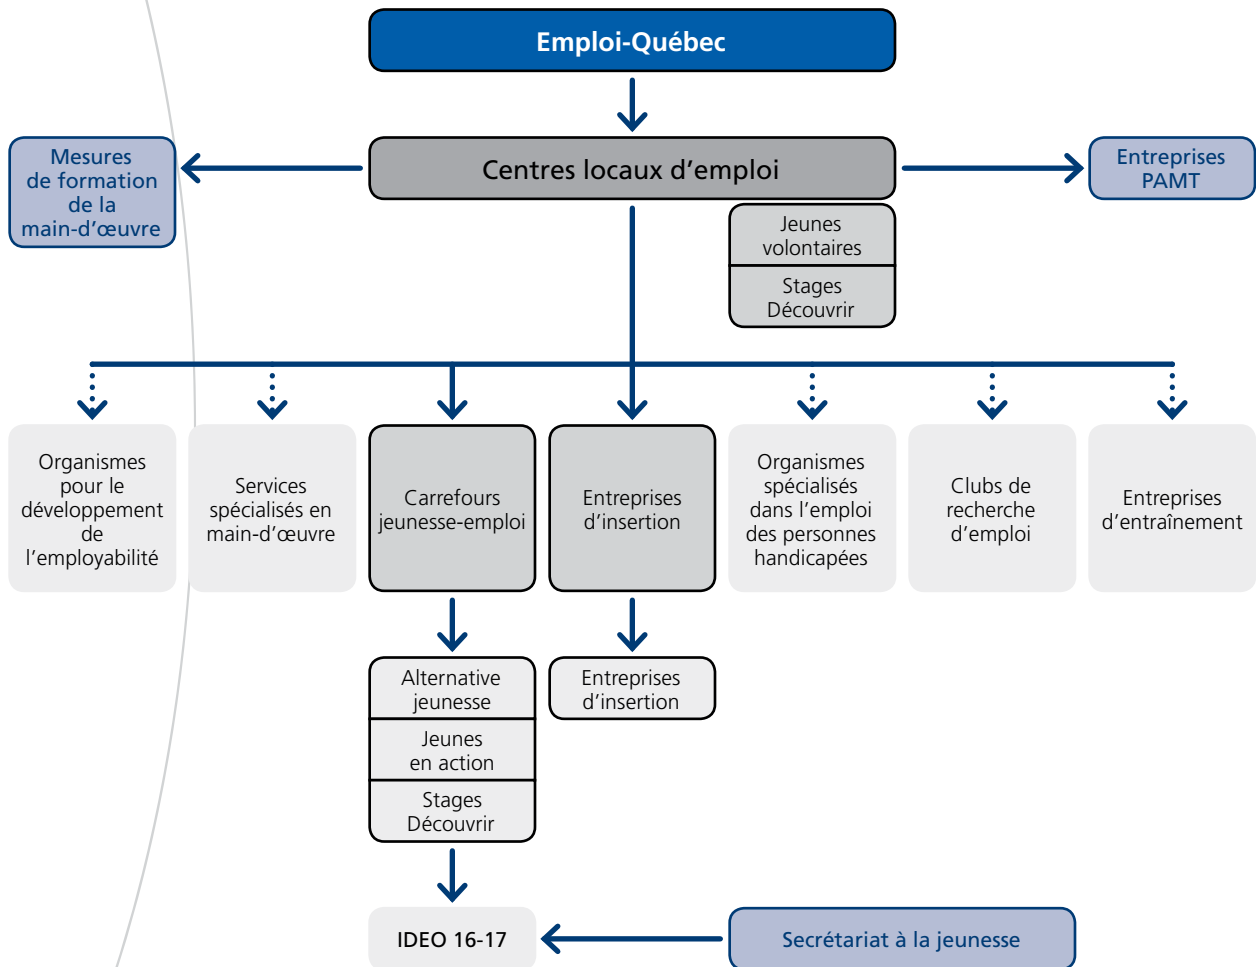 Emploi-Québec
Mesures
de formation
de la
main-d'œuvre
Centres locaux d'emploi
Entreprises
PAMT
Jeunes
volontaires
Stages
Découvrir
Organismes
pour le
développement
de
l'employabilité
Services
spécialisés en
main-d'œuvre
Carrefours
jeunesse-emploi
Entreprises
d'insertion
Organismes
spécialisés
dans l'emploi
des personnes
handicapées
Clubs de
recherche
d'emploi
Entreprises
d'entraînement
Alternative
jeunesse
Jeunes
en action
Stages
Découvrir
Entreprises
d'insertion
IDEO 16-17
Secrétariat à la jeunesse